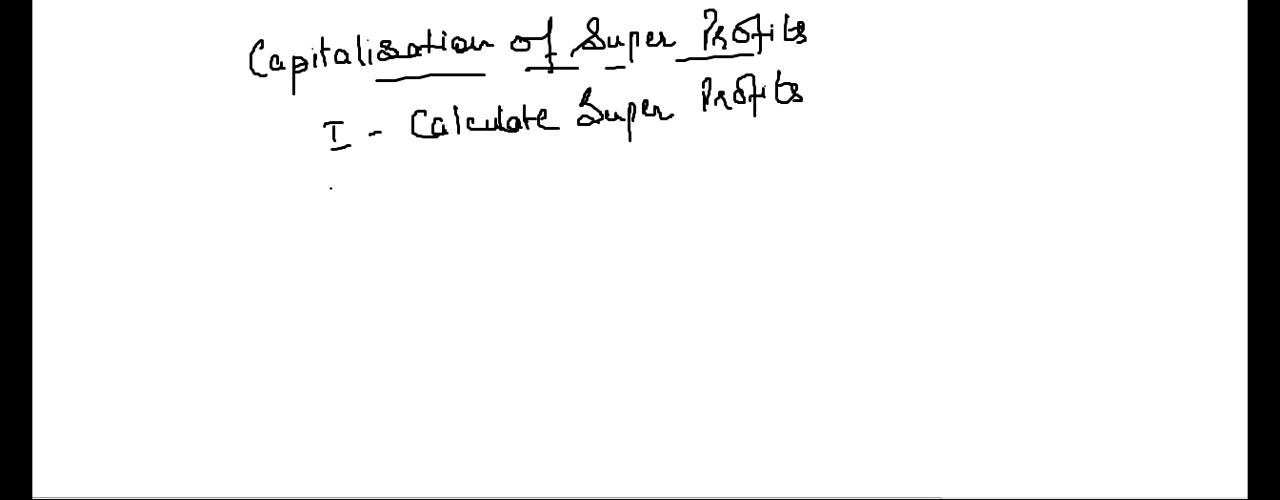 Capitalisation of Super Profits
I - Calculate Super Profits